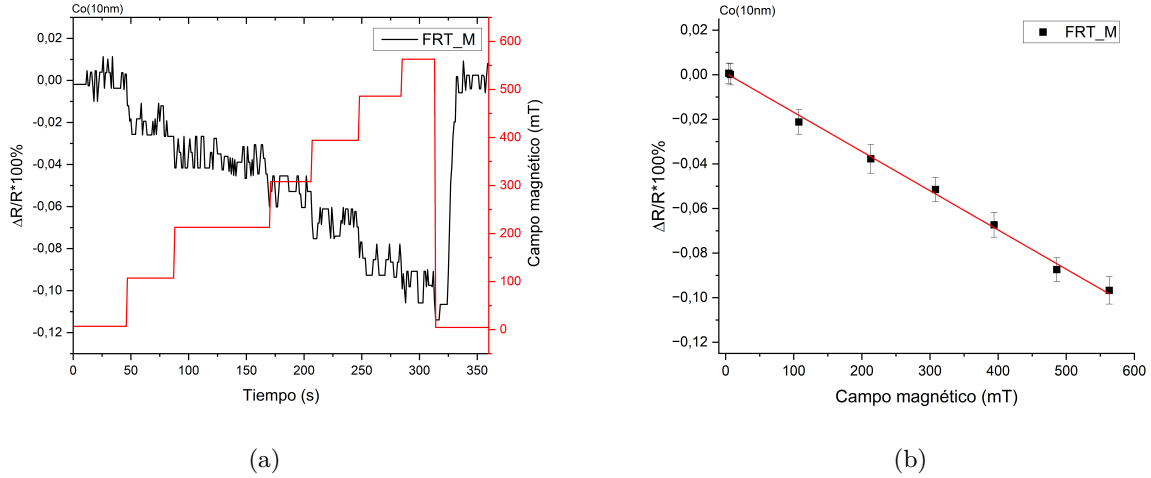 Co(10nm)
FRT_M
0,02
0,00
−0,02
−0,04
−0,06
−0,08
−0,10
−0,12
ΔR/R*100%
600
500
400
300
200
100
0
Campo magnético (mT)
0 50 100 150 200 250 300 350
Tiempo (s)
(a)
Co(10nm)
FRT_M
0,02
0,00
−0,02
−0,04
−0,06
−0,08
−0,10
−0,12
ΔR/R*100%
0 100 200 300 400 500 600
Campo magnético (mT)
(b)